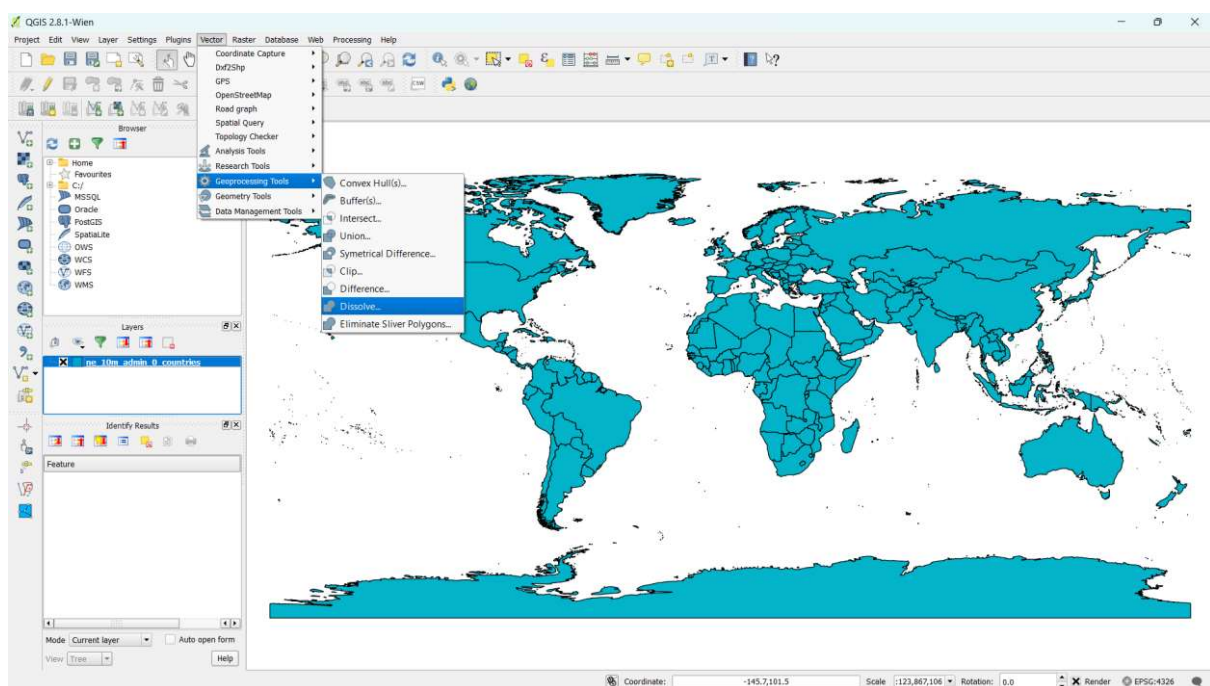 QGIS 2.8.1-Wien
Project Edit View Layer Settings Plugins Vector Raster Database Web Processing Help
Coordinate Capture
Dxf2Shp
GPS
OpenStreetMap
Road graph
Spatial Query
Topology Checker
Analysis Tools
Research Tools
Geoprocessing Tools
Geometry Tools
Data Management Tools
Convex Hull(s)...
Buffer(s)...
Intersect...
Union...
Symetrical Difference...
Clip...
Difference...
Dissolve...
Eliminate Sliver Polygons...
CSW
Browser
Home
Favourites
C:/
MSSQL
Oracle
PostGIS
SpatiaLite
OWS
WCS
WFS
WMS
Layers
ne_10m_admin_0_countries
Identify Results
Feature
Mode Current layer Auto open form
View Tree Help
Coordinate: -145.7,101.5 Scale :123,867,106 Rotation: 0.0 Render EPSG:4326